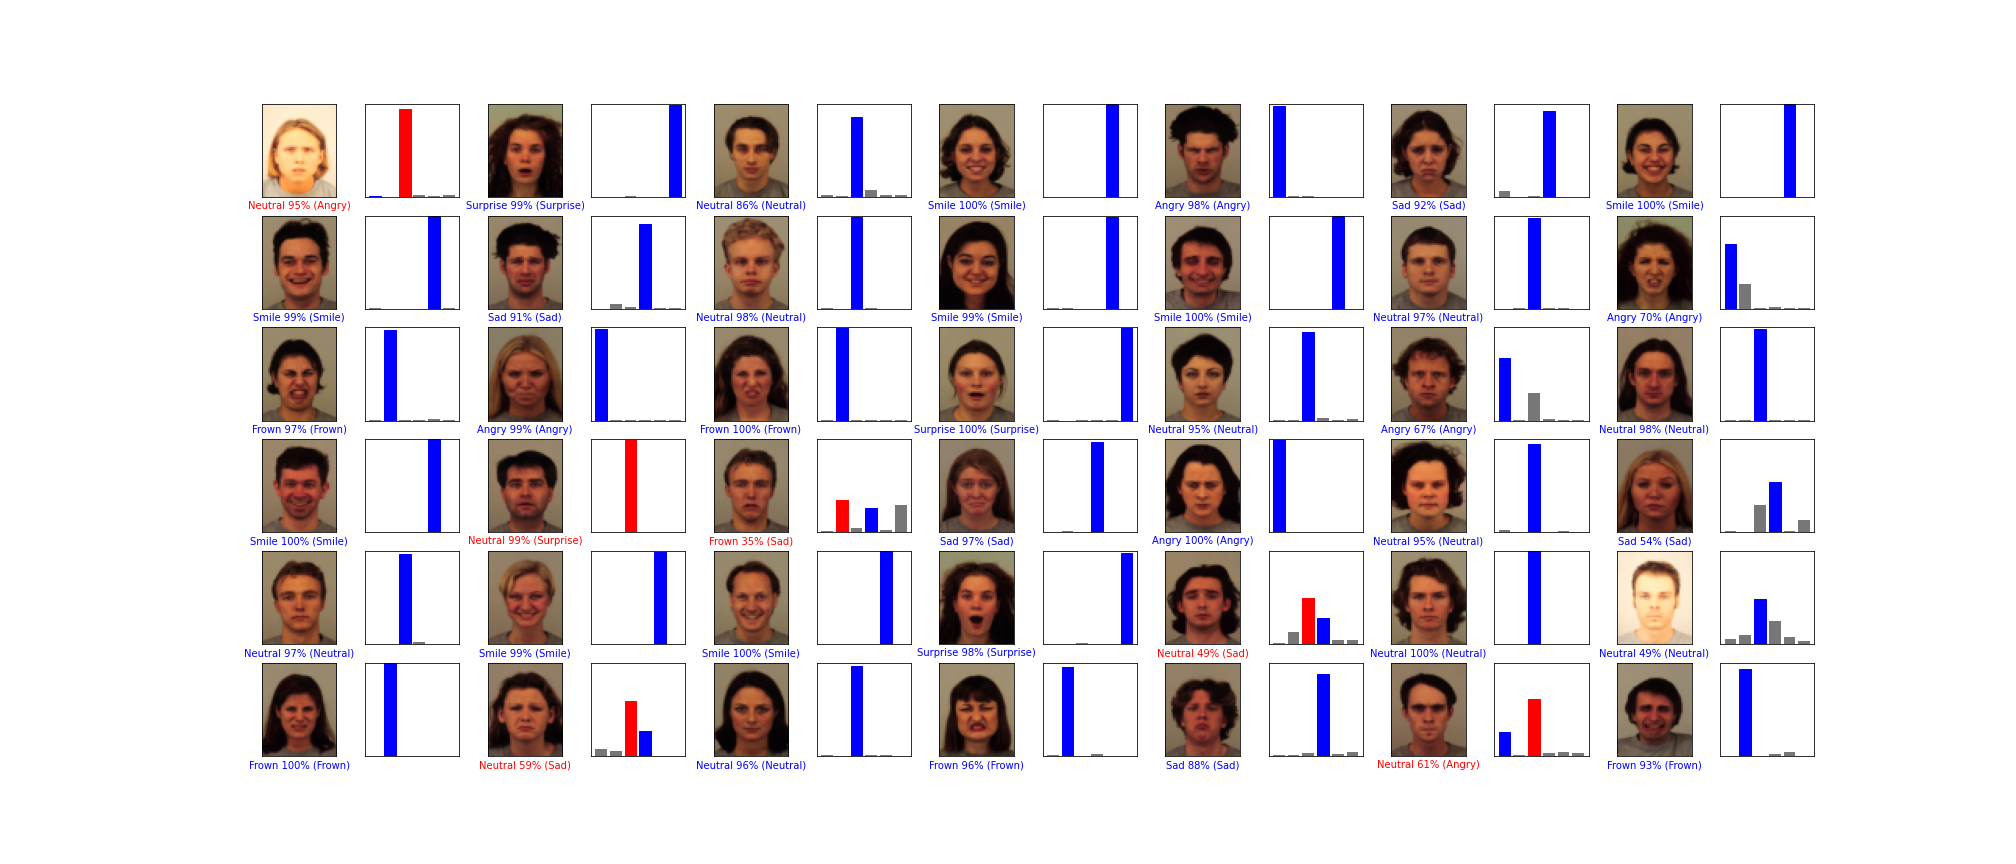 Neutral 95% (Angry)
Surprise 99% (Surprise)
Neutral 86% (Neutral)
Smile 100% (Smile)
Angry 98% (Angry)
Sad 92% (Sad)
Smile 100% (Smile)
Smile 99% (Smile)
Sad 91% (Sad)
Neutral 98% (Neutral)
Smile 99% (Smile)
Smile 100% (Smile)
Neutral 97% (Neutral)
Angry 70% (Angry)
Frown 97% (Frown)
Angry 99% (Angry)
Frown 100% (Frown)
Surprise 100% (Surprise)
Neutral 95% (Neutral)
Angry 67% (Angry)
Neutral 98% (Neutral)
Smile 100% (Smile)
Neutral 99% (Surprise)
Frown 35% (Sad)
Sad 97% (Sad)
Angry 100% (Angry)
Neutral 95% (Neutral)
Sad 54% (Sad)
Neutral 97% (Neutral)
Smile 99% (Smile)
Smile 100% (Smile)
Surprise 98% (Surprise)
Neutral 49% (Sad)
Neutral 100% (Neutral)
Neutral 49% (Neutral)
Frown 100% (Frown)
Neutral 59% (Sad)
Neutral 96% (Neutral)
Frown 96% (Frown)
Sad 88% (Sad)
Neutral 61% (Angry)
Frown 93% (Frown)